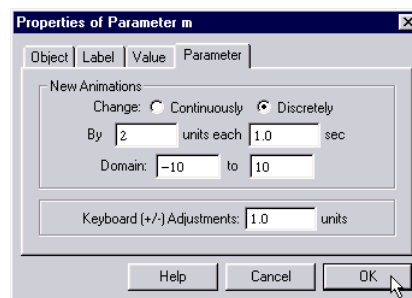 Properties of Parameter m
Object Label Value Parameter
New Animations
Change: Continuously Discretely
By 2 units each 1.0 sec
Domain: -10 to 10
Keyboard (+/-) Adjustments: 1.0 units
Help Cancel OK